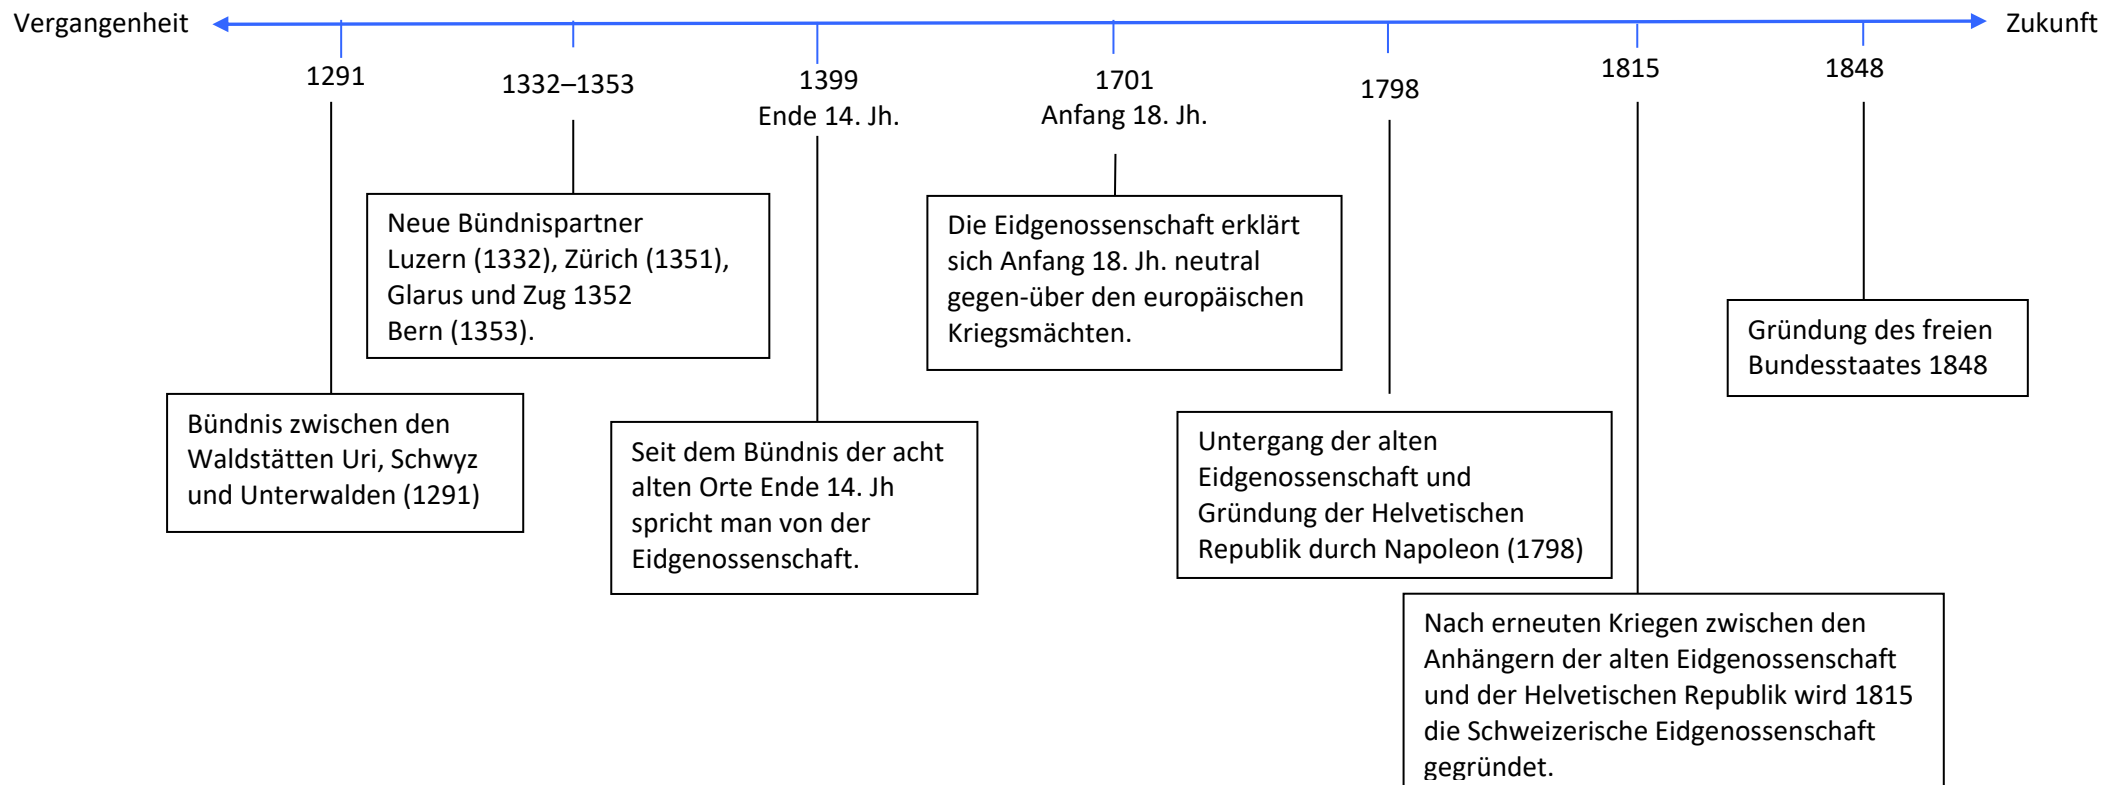 Vergangenheit
Zukunft
1291
1332–1353
1399
Ende 14. Jh.
1701
Anfang 18. Jh.
1798
1815
1848
Neue Bündnispartner
Luzern (1332), Zürich (1351),
Glarus und Zug 1352
Bern (1353).
Die Eidgenossenschaft erklärt
sich Anfang 18. Jh. neutral
gegen-über den europäischen
Kriegsmächten.
Gründung des freien
Bundesstaates 1848
Bündnis zwischen den
Waldstätten Uri, Schwyz
und Unterwalden (1291)
Seit dem Bündnis der acht
alten Orte Ende 14. Jh
spricht man von der
Eidgenossenschaft.
Untergang der alten
Eidgenossenschaft und
Gründung der Helvetischen
Republik durch Napoleon (1798)
Nach erneuten Kriegen zwischen den
Anhängern der alten Eidgenossenschaft
und der Helvetischen Republik wird 1815
die Schweizerische Eidgenossenschaft
gegründet.